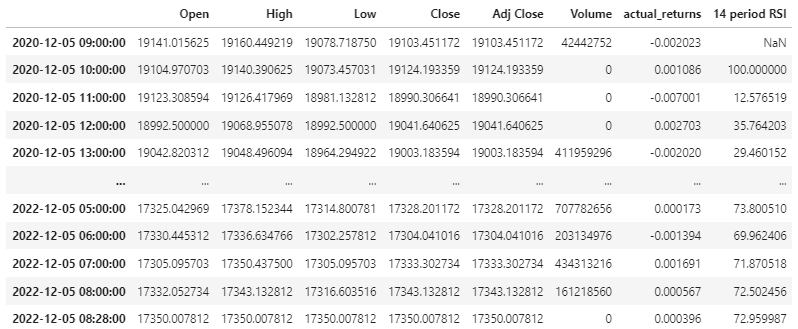 Open High Low Close Adj Close Volume actual_returns 14 period RSI
2020-12-05 09:00:00 19141.015625 19160.449219 19078.718750 19103.451172 19103.451172 42442752 -0.002023 NaN
2020-12-05 10:00:00 19104.970703 19140.390625 19073.457031 19124.193359 19124.193359 0 0.001086 100.000000
2020-12-05 11:00:00 19123.308594 19126.417969 18981.132812 18990.306641 18990.306641 0 -0.007001 12.576519
2020-12-05 12:00:00 18992.500000 19068.955078 18992.500000 19041.640625 19041.640625 0 0.002703 35.764203
2020-12-05 13:00:00 19042.820312 19048.496094 18964.294922 19003.183594 19003.183594 411959296 -0.002020 29.460152
... ... ... ... ... ... ... ... ...
2022-12-05 05:00:00 17325.042969 17378.152344 17314.800781 17328.201172 17328.201172 707782656 0.000173 73.800510
2022-12-05 06:00:00 17330.445312 17336.634766 17302.257812 17304.041016 17304.041016 203134976 -0.001394 69.962406
2022-12-05 07:00:00 17305.095703 17350.437500 17305.095703 17333.302734 17333.302734 434313216 0.001691 71.870518
2022-12-05 08:00:00 17332.052734 17343.132812 17316.603516 17343.132812 17343.132812 161218560 0.000567 72.502456
2022-12-05 08:28:00 17350.007812 17350.007812 17350.007812 17350.007812 17350.007812 0 0.000396 72.959987